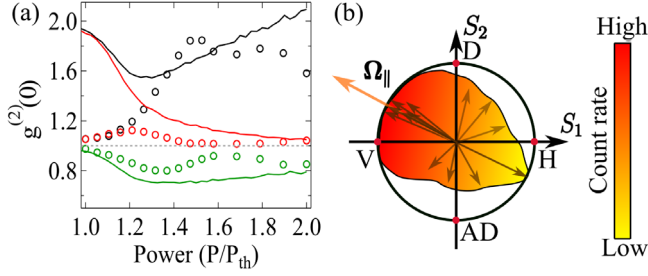 (a)
2.0
1.6
1.2
0.8
g(2)(0)
1.0 1.2 1.4 1.6 1.8 2.0
Power (P/Pth)
(b)
S2
D
Ω∥
S1
V
H
AD
High
Count rate
Low